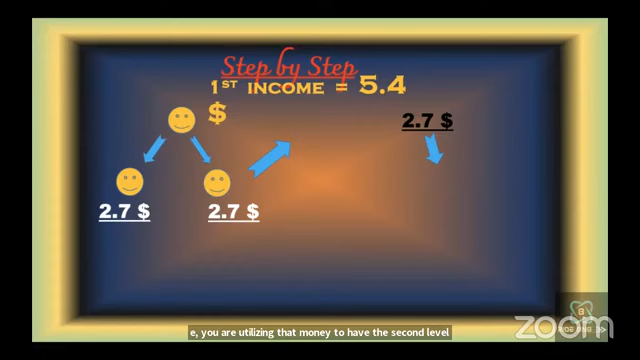 Step by Step
1ST INCOME = 5.4
$
2.7 $
2.7 $ 2.7 $
e, you are utilizing that money to have the second level
zoom